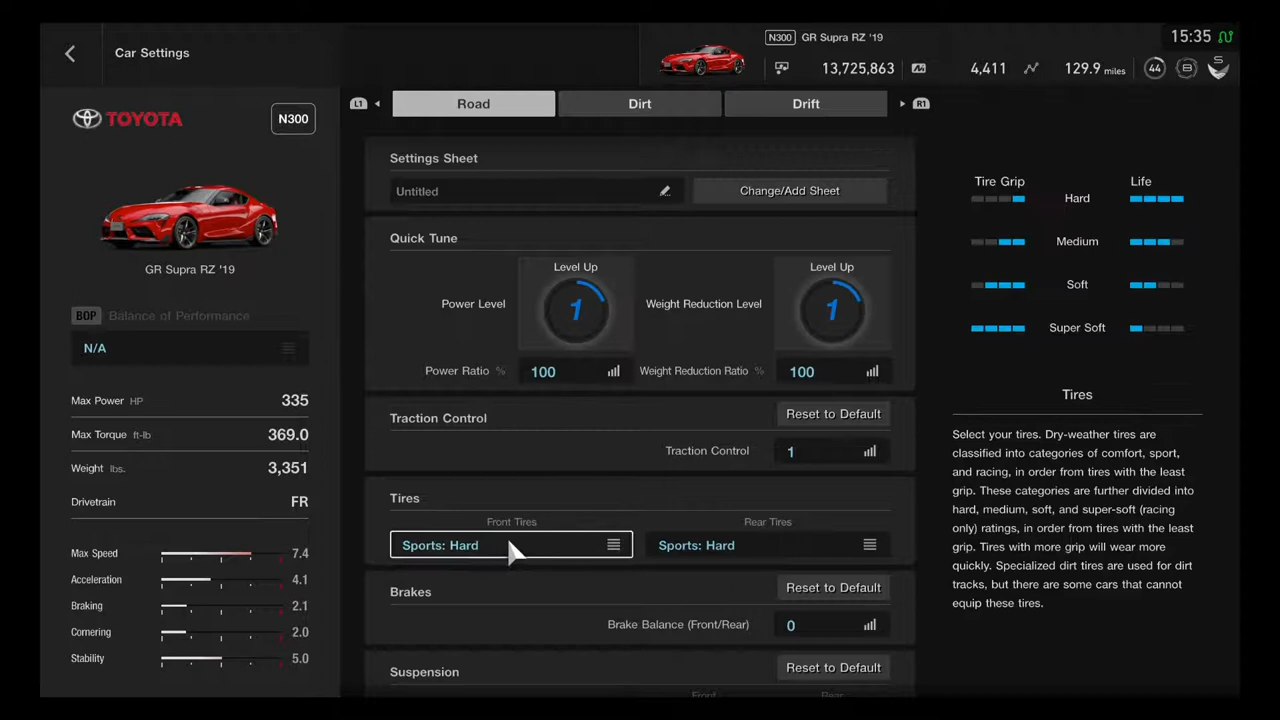 Car Settings
N300 GR Supra RZ '19
15:35
13,725,863
4,411
129.9 miles
44
B
S
TOYOTA
N300
GR Supra RZ '19
BOP Balance of Performance
N/A
Max Power HP 335
Max Torque ft-lb 369.0
Weight lbs. 3,351
Drivetrain FR
Max Speed 7.4
Acceleration 4.1
Braking 2.1
Cornering 2.0
Stability 5.0
L1 Road Dirt Drift R1
Settings Sheet
Untitled Change/Add Sheet
Quick Tune
Level Up Level Up
Power Level 1 Weight Reduction Level 1
Power Ratio % 100 Weight Reduction Ratio % 100
Traction Control Reset to Default
Traction Control 1
Tires
Front Tires Rear Tires
Sports: Hard Sports: Hard
Brakes Reset to Default
Brake Balance (Front/Rear) 0
Suspension Reset to Default
Front Rear
Tire Grip Life
Hard
Medium
Soft
Super Soft
Tires
Select your tires. Dry-weather tires are
classified into categories of comfort, sport,
and racing, in order from tires with the least
grip. These categories are further divided into
hard, medium, soft, and super-soft (racing
only) ratings, in order from tires with the least
grip. Tires with more grip will wear more
quickly. Specialized dirt tires are used for dirt
tracks, but there are some cars that cannot
equip these tires.